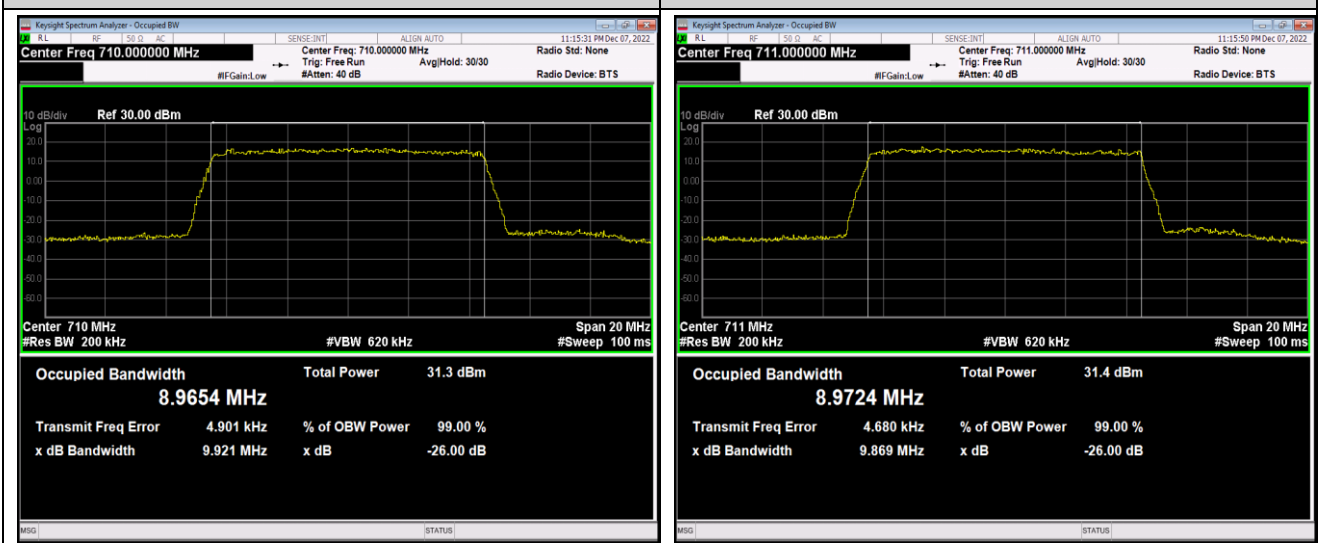 Keysight Spectrum Analyzer - Occupied BW
RL RF 50 Ω AC SENSE:INT ALIGN AUTO 11:15:31 PM Dec 07, 2022
Center Freq 710.000000 MHz
Center Freq: 710.000000 MHz Radio Std: None
Trig: Free Run Avg|Hold: 30/30
#IFGain:Low #Atten: 40 dB Radio Device: BTS
10 dB/div Ref 30.00 dBm
Log
20.0
10.0
0.00
-10.0
-20.0
-30.0
-40.0
-50.0
-60.0
Center 710 MHz Span 20 MHz
#Res BW 200 kHz #VBW 620 kHz #Sweep 100 ms
Occupied Bandwidth Total Power 31.3 dBm
8.9654 MHz
Transmit Freq Error 4.901 kHz % of OBW Power 99.00 %
x dB Bandwidth 9.921 MHz x dB -26.00 dB
MSG STATUS
Keysight Spectrum Analyzer - Occupied BW
RL RF 50 Ω AC SENSE:INT ALIGN AUTO 11:15:50 PM Dec 07, 2022
Center Freq 711.000000 MHz
Center Freq: 711.000000 MHz Radio Std: None
Trig: Free Run Avg|Hold: 30/30
#IFGain:Low #Atten: 40 dB Radio Device: BTS
10 dB/div Ref 30.00 dBm
Log
20.0
10.0
0.00
-10.0
-20.0
-30.0
-40.0
-50.0
-60.0
Center 711 MHz Span 20 MHz
#Res BW 200 kHz #VBW 620 kHz #Sweep 100 ms
Occupied Bandwidth Total Power 31.4 dBm
8.9724 MHz
Transmit Freq Error 4.680 kHz % of OBW Power 99.00 %
x dB Bandwidth 9.869 MHz x dB -26.00 dB
MSG STATUS